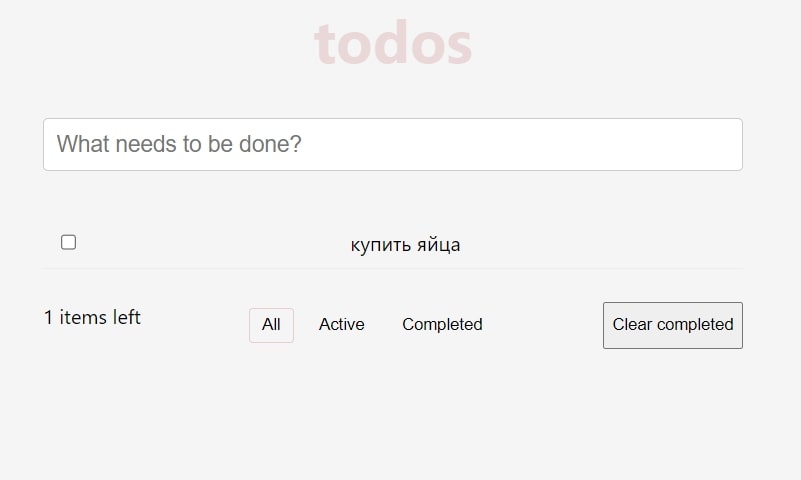 todos
What needs to be done?
купить яйца
1 items left
All
Active
Completed
Clear completed